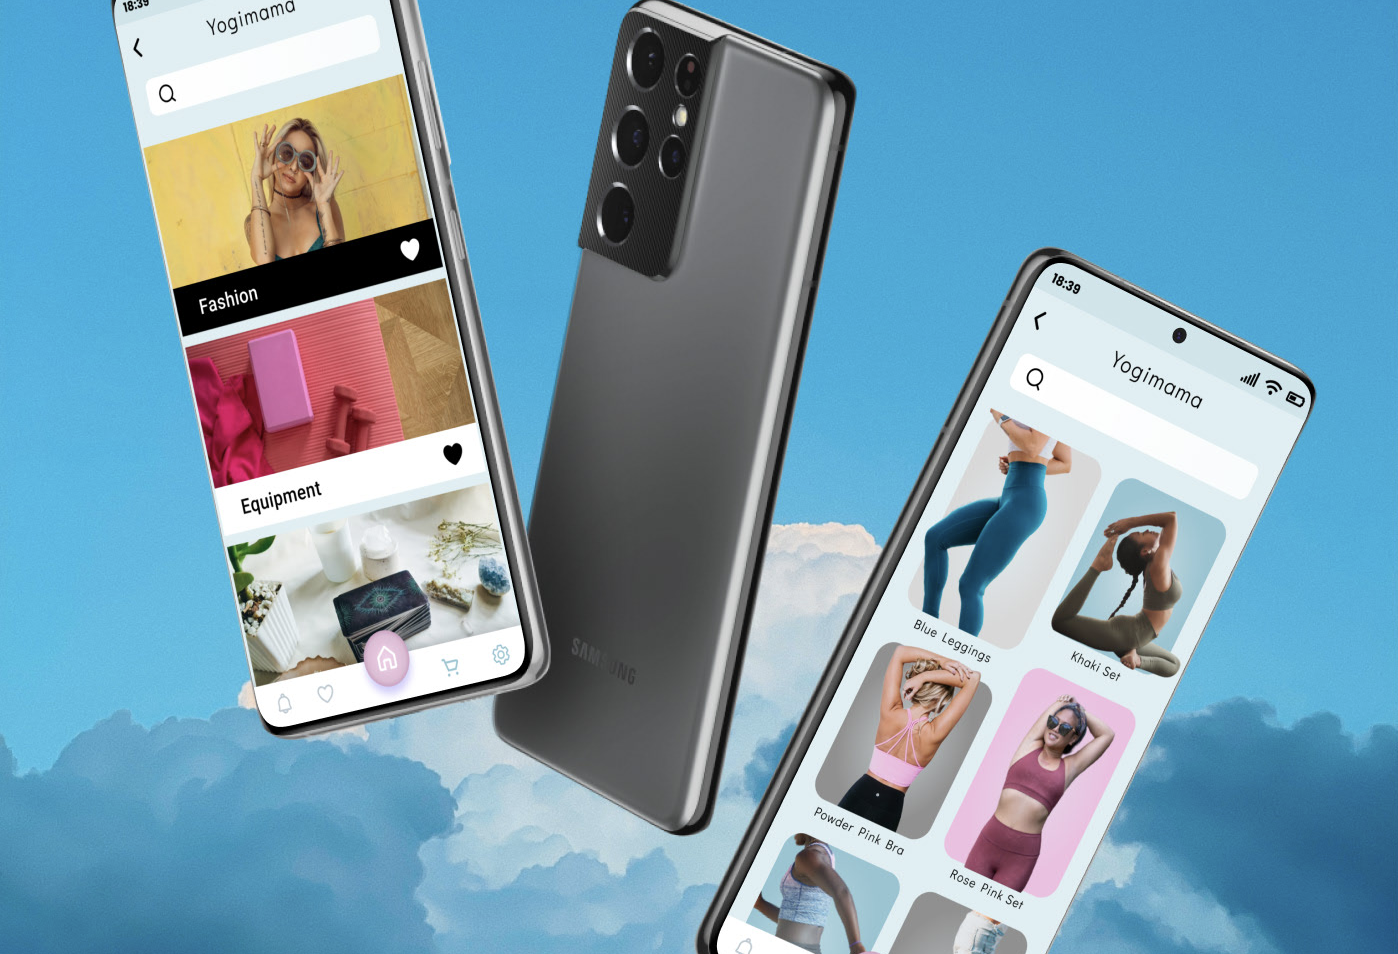 18:39
Yogimama
Fashion
Equipment
SAMSUNG
18:39
Yogimama
Blue Leggings
Khaki Set
Powder Pink Bra
Rose Pink Set